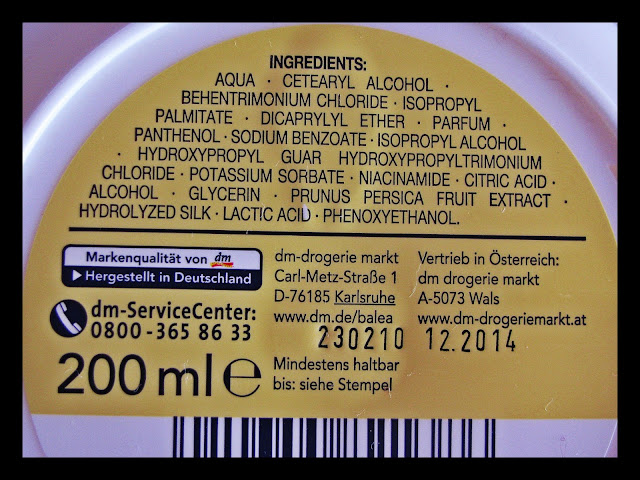 INGREDIENTS:
AQUA · CETEARYL ALCOHOL ·
BEHENTRIMONIUM CHLORIDE · ISOPROPYL
PALMITATE · DICAPRYLYL ETHER · PARFUM ·
PANTHENOL · SODIUM BENZOATE · ISOPROPYL ALCOHOL
· HYDROXYPROPYL GUAR HYDROXYPROPYLTRIMONIUM
CHLORIDE · POTASSIUM SORBATE · NIACINAMIDE · CITRIC ACID ·
ALCOHOL · GLYCERIN · PRUNUS PERSICA FRUIT EXTRACT ·
HYDROLYZED SILK · LACTIC ACID · PHENOXYETHANOL.
Markenqualität von dm
Hergestellt in Deutschland
dm-ServiceCenter:
0800 - 365 86 33
200 ml e
dm-drogerie markt
Carl-Metz-Straße 1
D-76185 Karlsruhe
www.dm.de/balea
Vertrieb in Österreich:
dm drogerie markt
A-5073 Wals
www.dm-drogeriemarkt.at
230210 12.2014
Mindestens haltbar
bis: siehe Stempel